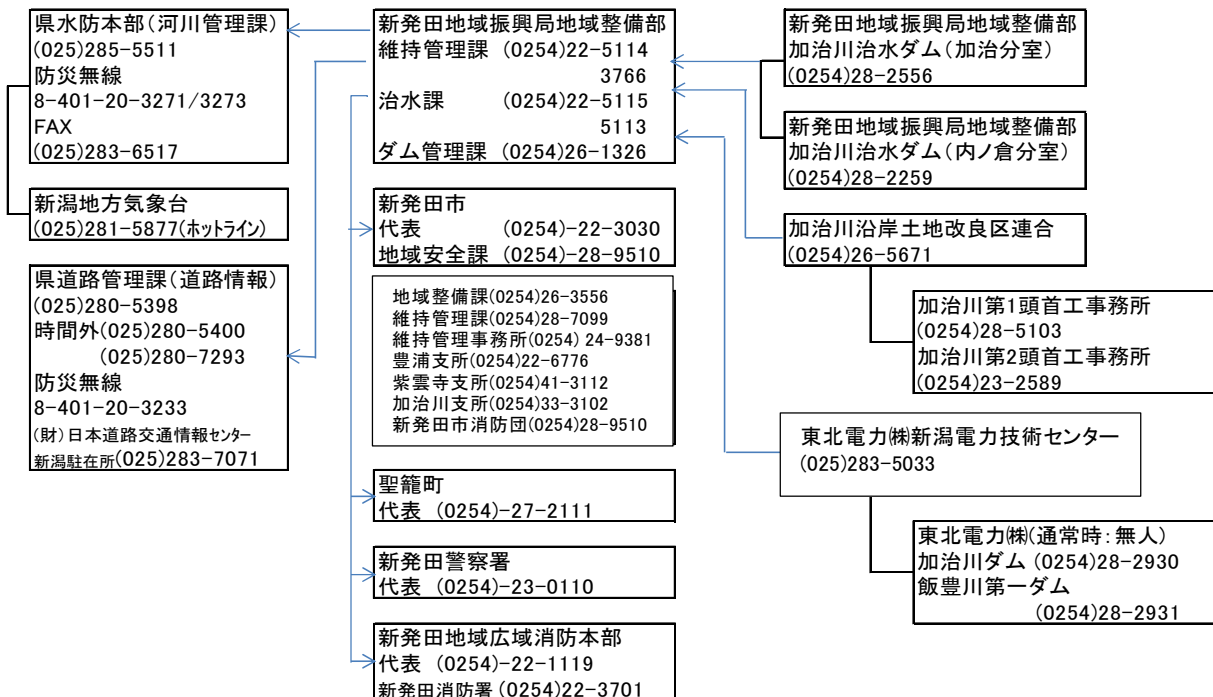 県水防本部(河川管理課)
(025)285-5511
防災無線
8-401-20-3271/3273
FAX
(025)283-6517
新潟地方気象台
(025)281-5877(ホットライン)
県道路管理課(道路情報)
(025)280-5398
時間外(025)280-5400
(025)280-7293
防災無線
8-401-20-3233
(財)日本道路交通情報センター
新潟駐在所(025)283-7071
新発田地域振興局地域整備部
維持管理課 (0254)22-5114
3766
治水課 (0254)22-5115
5113
ダム管理課 (0254)26-1326
新発田市
代表 (0254)-22-3030
地域安全課 (0254)-28-9510
地域整備課(0254)26-3556
維持管理課(0254)28-7099
維持管理事務所(0254) 24-9381
豊浦支所(0254)22-6776
紫雲寺支所(0254)41-3112
加治川支所(0254)33-3102
新発田市消防団(0254)28-9510
聖籠町
代表 (0254)-27-2111
新発田警察署
代表 (0254)-23-0110
新発田地域広域消防本部
代表 (0254)-22-1119
新発田消防署(0254)22-3701
新発田地域振興局地域整備部
加治川治水ダム(加治分室)
(0254)28-2556
新発田地域振興局地域整備部
加治川治水ダム(内ノ倉分室)
(0254)28-2259
加治川沿岸土地改良区連合
(0254)26-5671
加治川第1頭首工事務所
(0254)28-5103
加治川第2頭首工事務所
(0254)23-2589
東北電力㈱新潟電力技術センター
(025)283-5033
東北電力㈱(通常時:無人)
加治川ダム (0254)28-2930
飯豊川第一ダム
(0254)28-2931